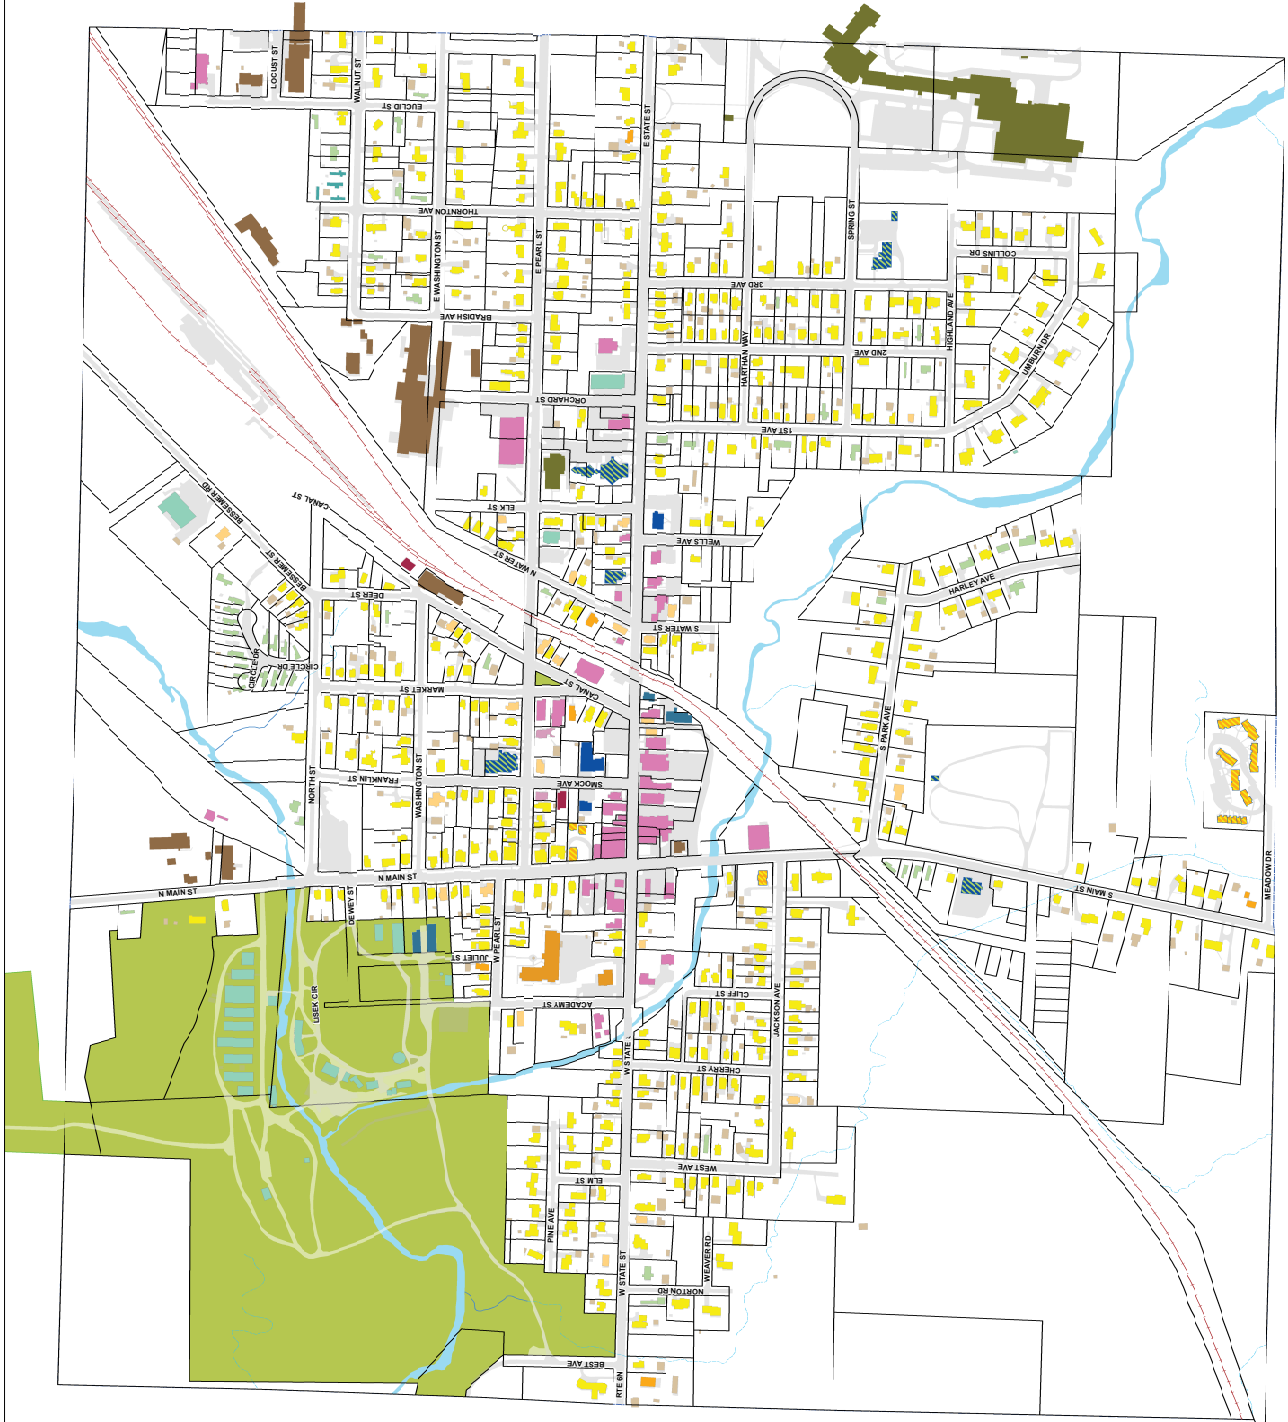 LOCUST ST
WALNUT ST
EUCLID ST
E STATE ST
THORNTON AVE
E WASHINGTON ST
E PEARL ST
SPRING ST
COLLINS DR
3RD AVE
BRADISH AVE
HIGHLAND AVE
HARTHAN WAY
2ND AVE
UMBURN DR
ORCHARD ST
1ST AVE
BESSEMER RD
CANAL ST
ELK ST
WELLS AVE
N WATER ST
BESSEMER ST
DEER ST
HARLEY AVE
S WATER ST
CIRCLE DR
CIRCLE DR
MARKET ST
CANAL ST
S PARK AVE
NORTH ST
FRANKLIN ST
WASHINGTON ST
SMOCK AVE
N MAIN ST
N MAIN ST
DEWEY ST
S MAIN ST
MEADOW DR
W PEARL ST
JULIET ST
LISEK CIR
ACADEMY ST
CLIFF ST
JACKSON AVE
W STATE S
CHERRY ST
WEST AVE
ELM ST
PINE AVE
WEAVER RD
W STATE ST
NORTON RD
BEST AVE
RTE 6N